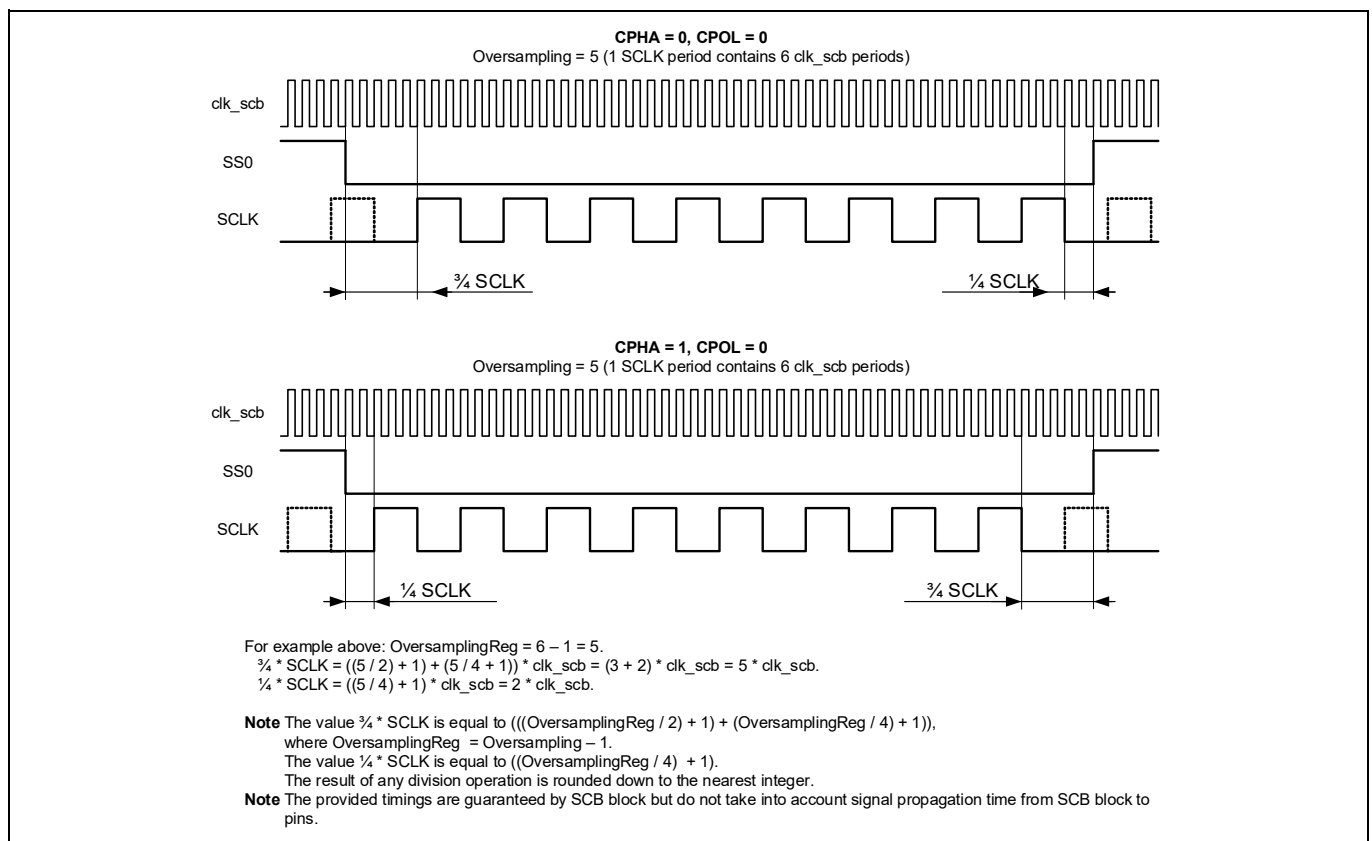 CPHA = 0, CPOL = 0
Oversampling = 5 (1 SCLK period contains 6 clk_scb periods)
clk_scb
SS0
SCLK
¾ SCLK
¼ SCLK
CPHA = 1, CPOL = 0
Oversampling = 5 (1 SCLK period contains 6 clk_scb periods)
clk_scb
SS0
SCLK
¼ SCLK
¾ SCLK
For example above: OversamplingReg = 6 – 1 = 5.
¾ * SCLK = ((5 / 2) + 1) + (5 / 4 + 1)) * clk_scb = (3 + 2) * clk_scb = 5 * clk_scb.
¼ * SCLK = ((5 / 4) + 1) * clk_scb = 2 * clk_scb.
Note The value ¾ * SCLK is equal to (((OversamplingReg / 2) + 1) + (OversamplingReg / 4) + 1)),
where OversamplingReg = Oversampling – 1.
The value ¼ * SCLK is equal to ((OversamplingReg / 4) + 1).
The result of any division operation is rounded down to the nearest integer.
Note The provided timings are guaranteed by SCB block but do not take into account signal propagation time from SCB block to
pins.